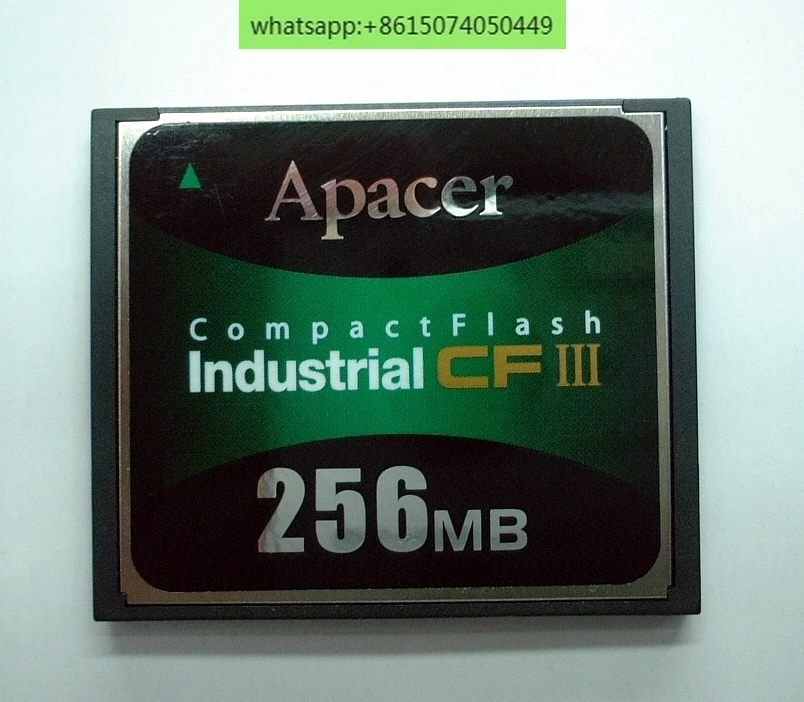 whatsapp:+8615074050449
Apacer
CompactFlash
Industrial CF III
256MB